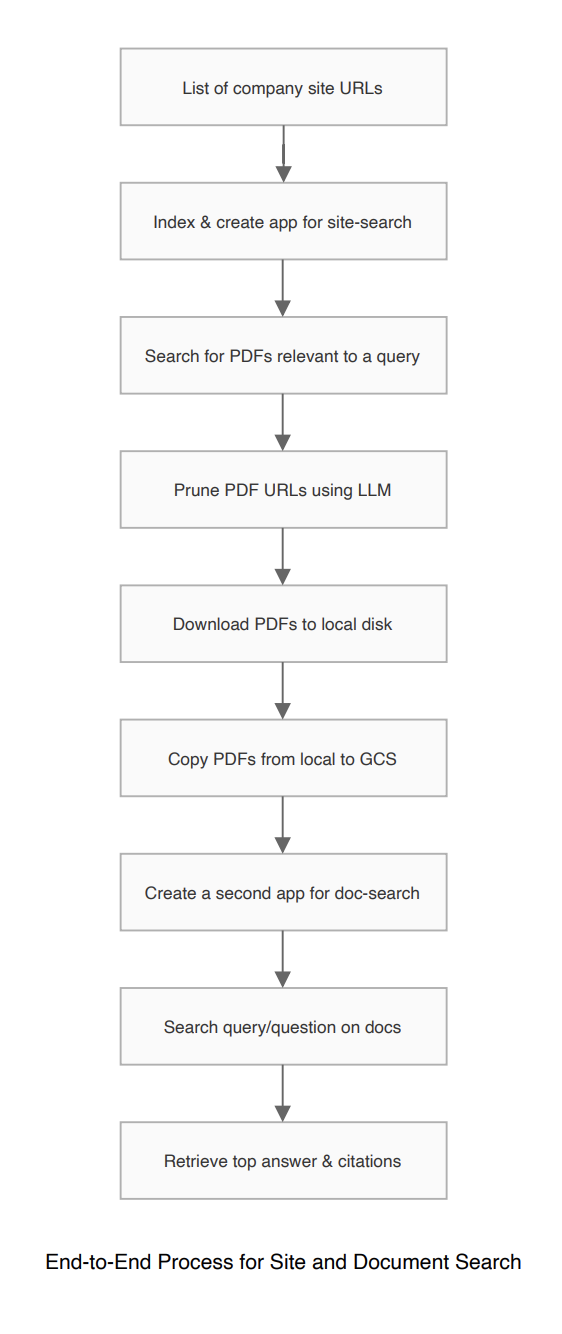 List of company site URLs
Index & create app for site-search
Search for PDFs relevant to a query
Prune PDF URLs using LLM
Download PDFs to local disk
Copy PDFs from local to GCS
Create a second app for doc-search
Search query/question on docs
Retrieve top answer & citations
End-to-End Process for Site and Document Search